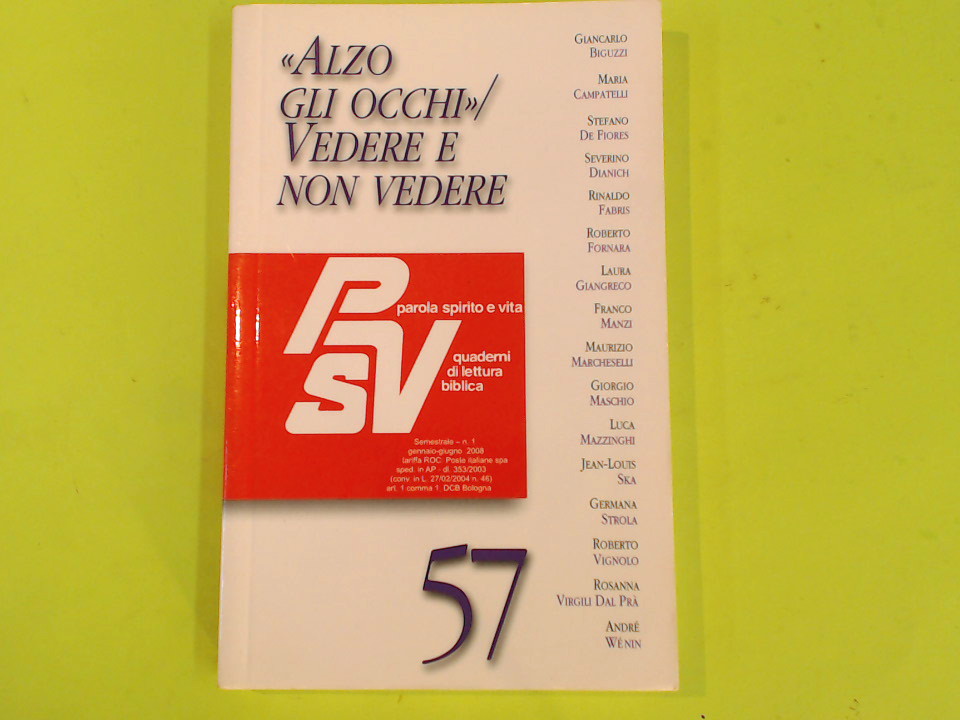 «ALZO
GLI OCCHI»/
VEDERE E
NON VEDERE
PSV
parola spirito e vita
quaderni
di lettura
biblica
Semestrale – n. 1
gennaio-giugno 2008
tariffa ROC: Poste italiane spa
sped. in AP - dl. 353/2003
(conv. in L. 27/02/2004 n. 46)
art. 1 comma 1. DCB Bologna
57
GIANCARLO
BIGUZZI
MARIA
CAMPATELLI
STEFANO
DE FIORES
SEVERINO
DIANICH
RINALDO
FABRIS
ROBERTO
FORNARA
LAURA
GIANGRECO
FRANCO
MANZI
MAURIZIO
MARCHESELLI
GIORGIO
MASCHIO
LUCA
MAZZINGHI
JEAN-LOUIS
SKA
GERMANA
STROLA
ROBERTO
VIGNOLO
ROSANNA
VIRGILI DAL PRÀ
ANDRÉ
WÉNIN